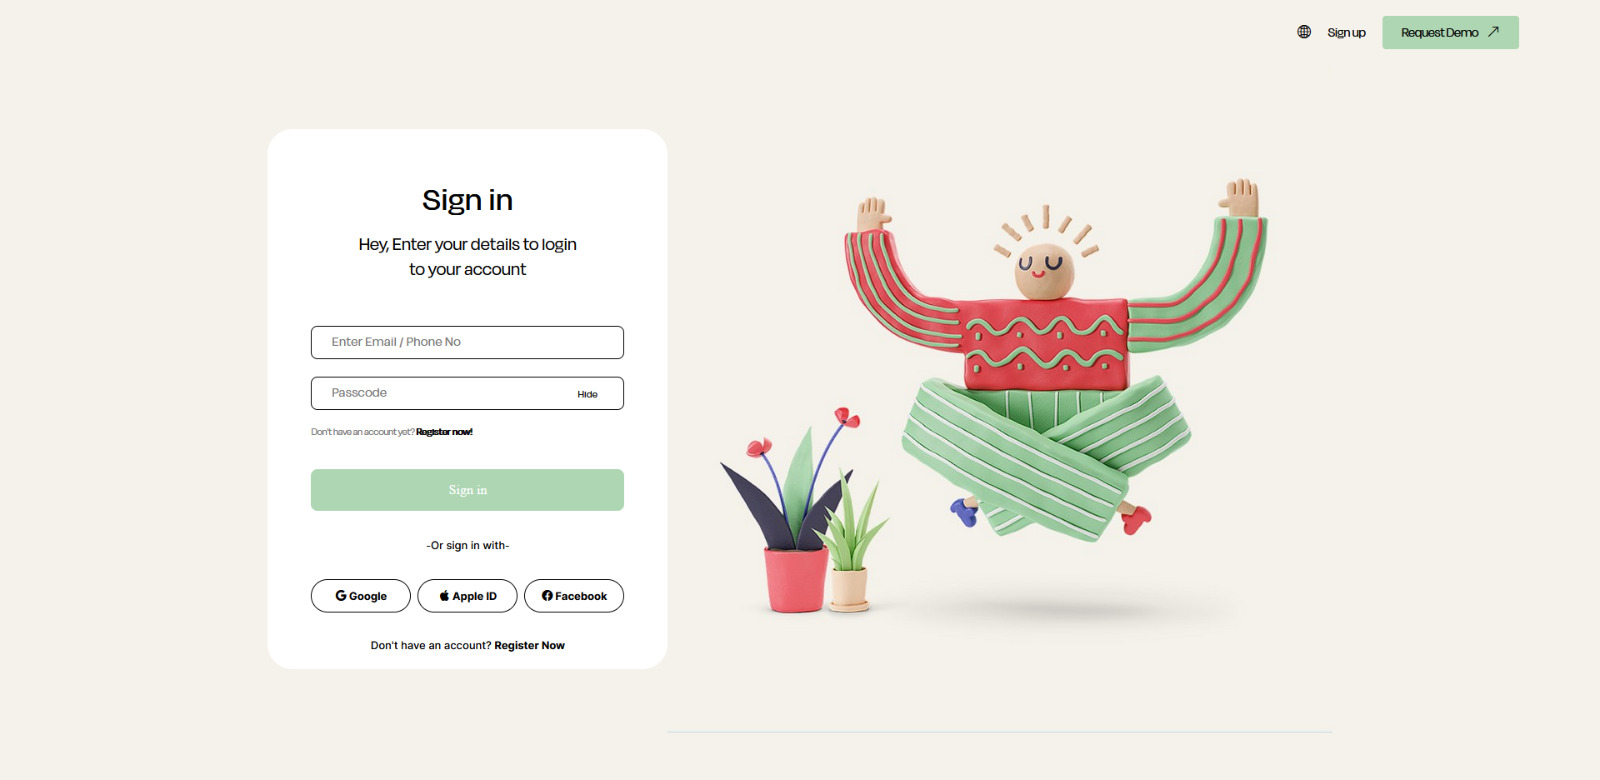 Sign up
Request Demo
Sign in
Hey, Enter your details to login
to your account
Enter Email / Phone No
Passcode Hide
Don't have an account yet? Register now!
Sign in
-Or sign in with-
Google Apple ID Facebook
Don't have an account? Register Now